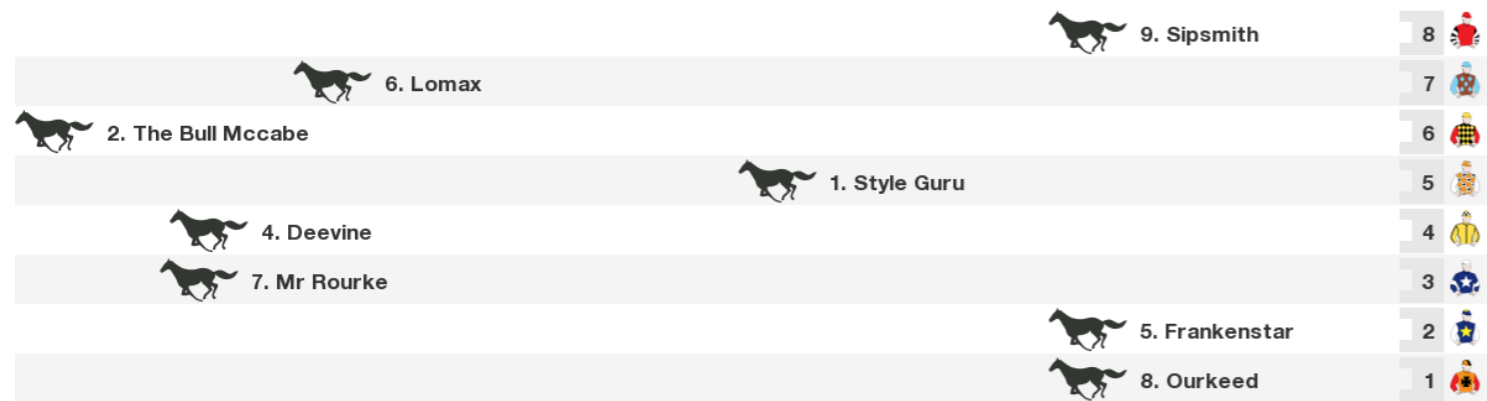 9. Sipsmith 8
6. Lomax 7
2. The Bull Mccabe 6
1. Style Guru 5
4. Deevine 4
7. Mr Rourke 3
5. Frankenstar 2
8. Ourkeed 1